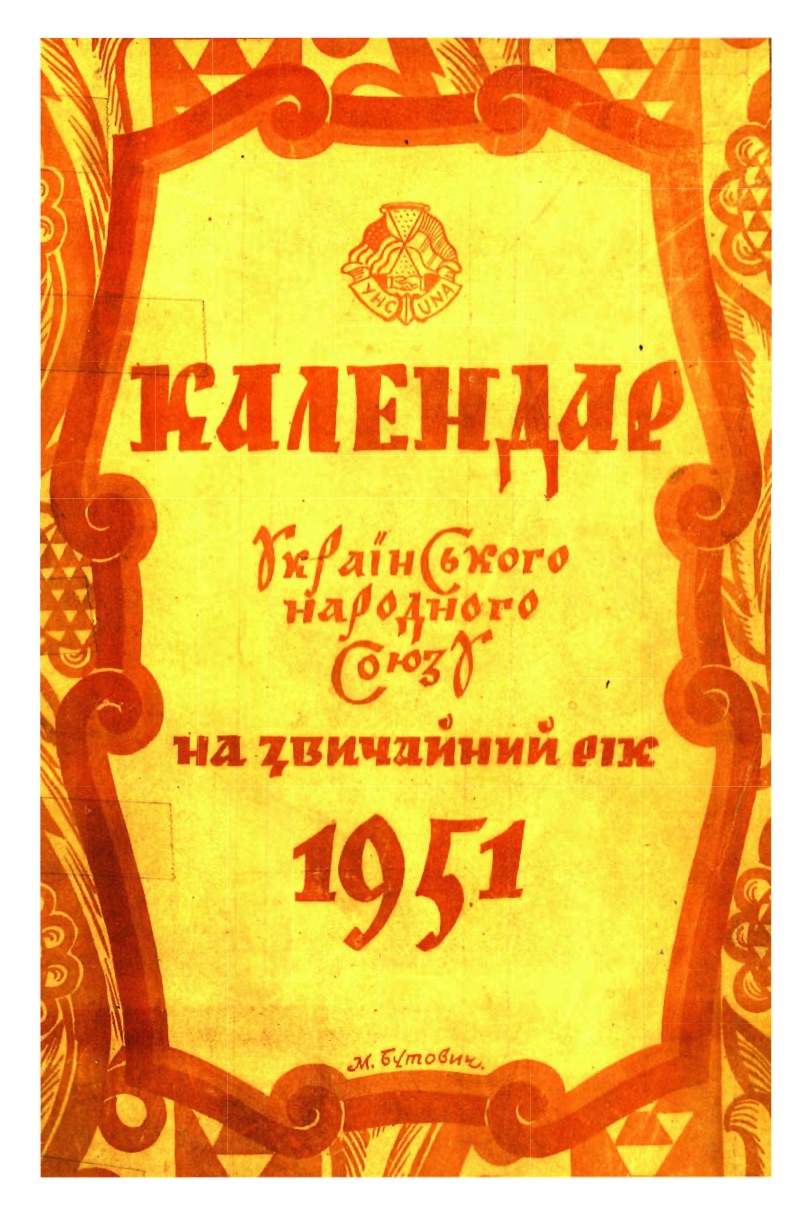 УНС UNA
КАЛЕНДАР
Українського
народного
Союзу
на звичайний рік
1951
М. Бутович.